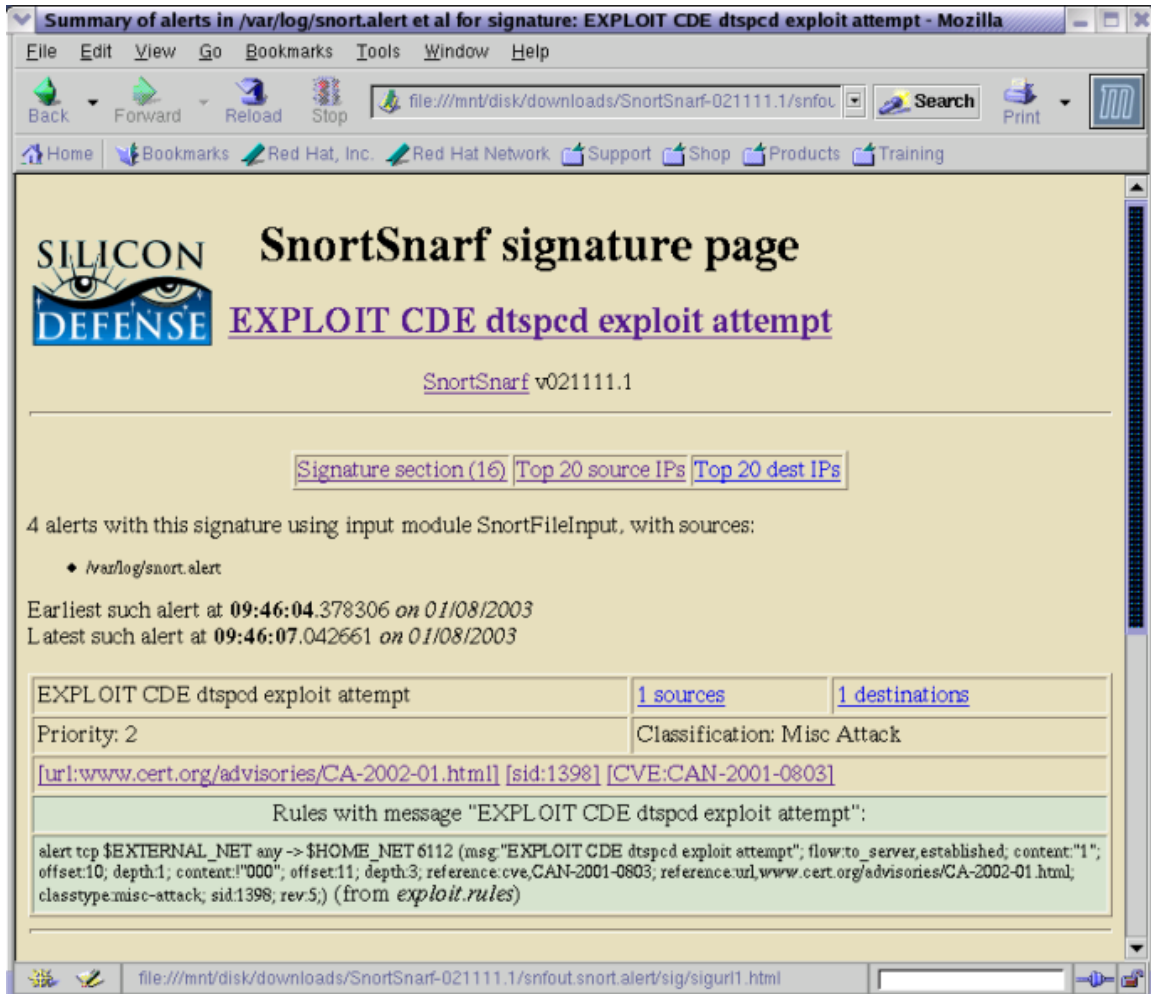 Summary of alerts in /var/log/snort.alert et al for signature: EXPLOIT CDE dtspcd exploit attempt - Mozilla
File Edit View Go Bookmarks Tools Window Help
Back Forward Reload Stop file:///mnt/disk/downloads/SnortSnarf-021111.1/snfou Search Print
Home Bookmarks Red Hat, Inc. Red Hat Network Support Shop Products Training
SILICON DEFENSE
SnortSnarf signature page
EXPLOIT CDE dtspcd exploit attempt
SnortSnarf v021111.1
Signature section (16) Top 20 source IPs Top 20 dest IPs
4 alerts with this signature using input module SnortFileInput, with sources:
/var/log/snort.alert
Earliest such alert at 09:46:04.378306 on 01/08/2003
Latest such alert at 09:46:07.042661 on 01/08/2003
EXPLOIT CDE dtspcd exploit attempt 1 sources 1 destinations
Priority: 2 Classification: Misc Attack
[url:www.cert.org/advisories/CA-2002-01.html] [sid:1398] [CVE:CAN-2001-0803]
Rules with message "EXPLOIT CDE dtspcd exploit attempt":
alert tcp $EXTERNAL_NET any -> $HOME_NET 6112 (msg:"EXPLOIT CDE dtspcd exploit attempt"; flow:to_server,established; content:"1";
offset:10; depth:1; content:!"000"; offset:11; depth:3; reference:cve,CAN-2001-0803; reference:url,www.cert.org/advisories/CA-2002-01.html;
classtype:misc-attack; sid:1398; rev:5;) (from exploit.rules)
file:///mnt/disk/downloads/SnortSnarf-021111.1/snfout.snort.alert/sig/sigurl1.html